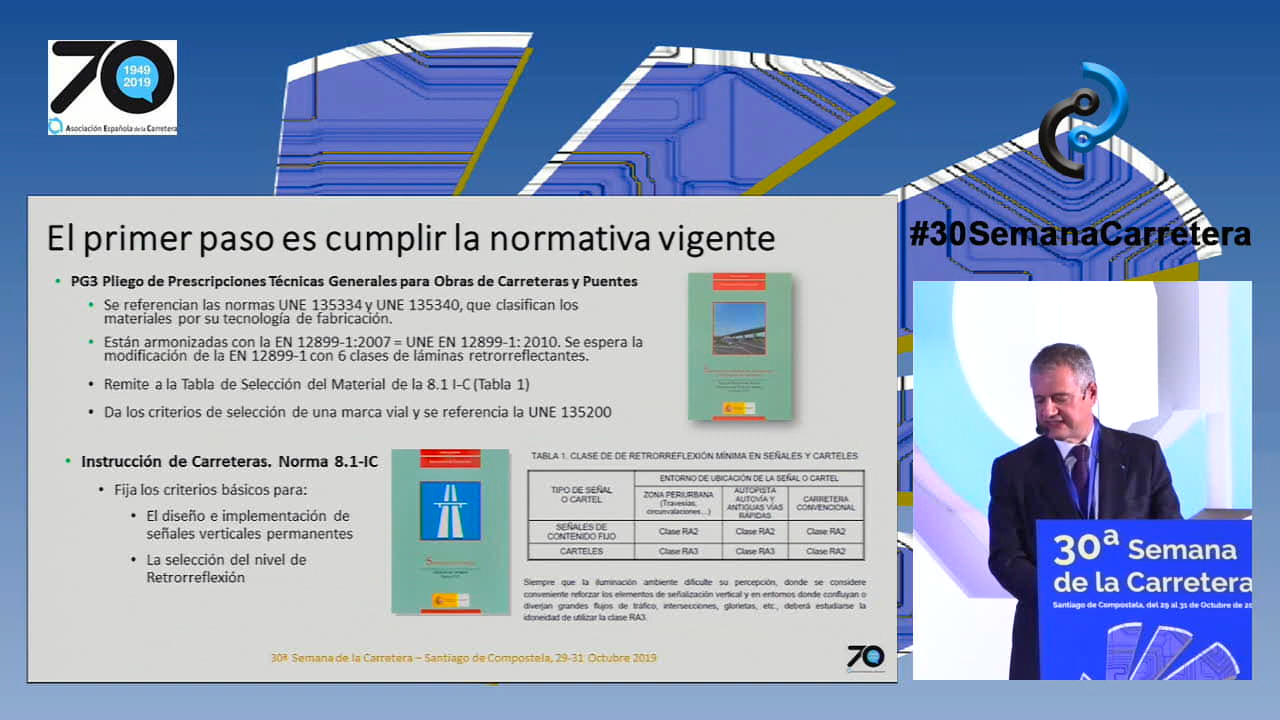 70
1949
2019
Asociación Española de la Carretera
#30SemanaCarretera
El primer paso es cumplir la normativa vigente
• PG3 Pliego de Prescripciones Técnicas Generales para Obras de Carreteras y Puentes
• Se referencian las normas UNE 135334 y UNE 135340, que clasifican los
materiales por su tecnología de fabricación.
• Están armonizadas con la EN 12899-1:2007 = UNE EN 12899-1: 2010. Se espera la
modificación de la EN 12899-1 con 6 clases de láminas retrorreflectantes.
• Remite a la Tabla de Selección del Material de la 8.1 I-C (Tabla 1)
• Da los criterios de selección de una marca vial y se referencia la UNE 135200
• Instrucción de Carreteras. Norma 8.1-IC
• Fija los criterios básicos para:
• El diseño e implementación de
señales verticales permanentes
• La selección del nivel de
Retrorreflexión
TABLA 1. CLASE DE DE RETRORREFLEXIÓN MÍNIMA EN SEÑALES Y CARTELES
TIPO DE SEÑAL
O CARTEL
ENTORNO DE UBICACIÓN DE LA SEÑAL O CARTEL
ZONA PERIURBANA
(Travesías,
circunvalaciones...)
AUTOPISTA
AUTOVÍA Y
ANTIGUAS VÍAS
RÁPIDAS
CARRETERA
CONVENCIONAL
SEÑALES DE
CONTENIDO FIJO
Clase RA2
Clase RA2
Clase RA2
CARTELES
Clase RA3
Clase RA3
Clase RA2
Siempre que la iluminación ambiente dificulte su percepción, donde se considere
conveniente reforzar los elementos de señalización vertical y en entornos donde confluyan o
diverjan grandes flujos de tráfico, intersecciones, glorietas, etc., deberá estudiarse la
idoneidad de utilizar la clase RA3.
30ª Semana de la Carretera – Santiago de Compostela, 29-31 Octubre 2019
70
30ª Semana
de la Carretera
Santiago de Compostela, del 29 al 31 de Octubre de